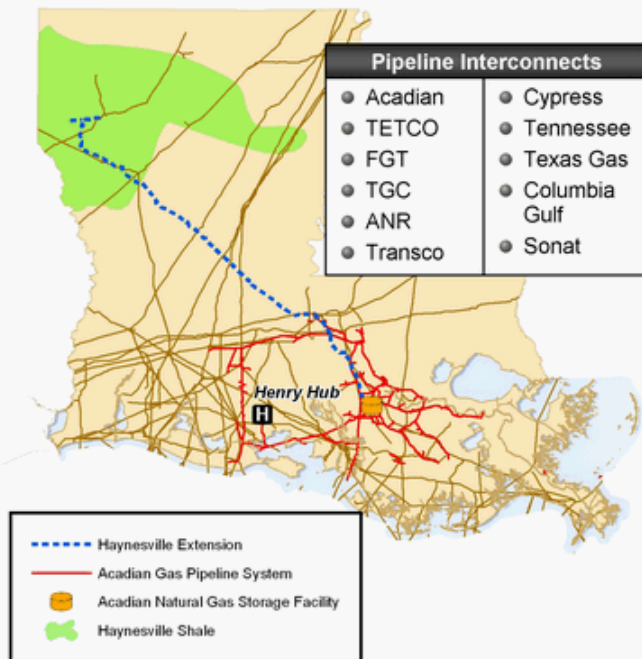 Pipeline Interconnects
Acadian
TETCO
FGT
TGC
ANR
Transco
Cypress
Tennessee
Texas Gas
Columbia
Gulf
Sonat
Henry Hub
H
Haynesville Extension
Acadian Gas Pipeline System
Acadian Natural Gas Storage Facility
Haynesville Shale